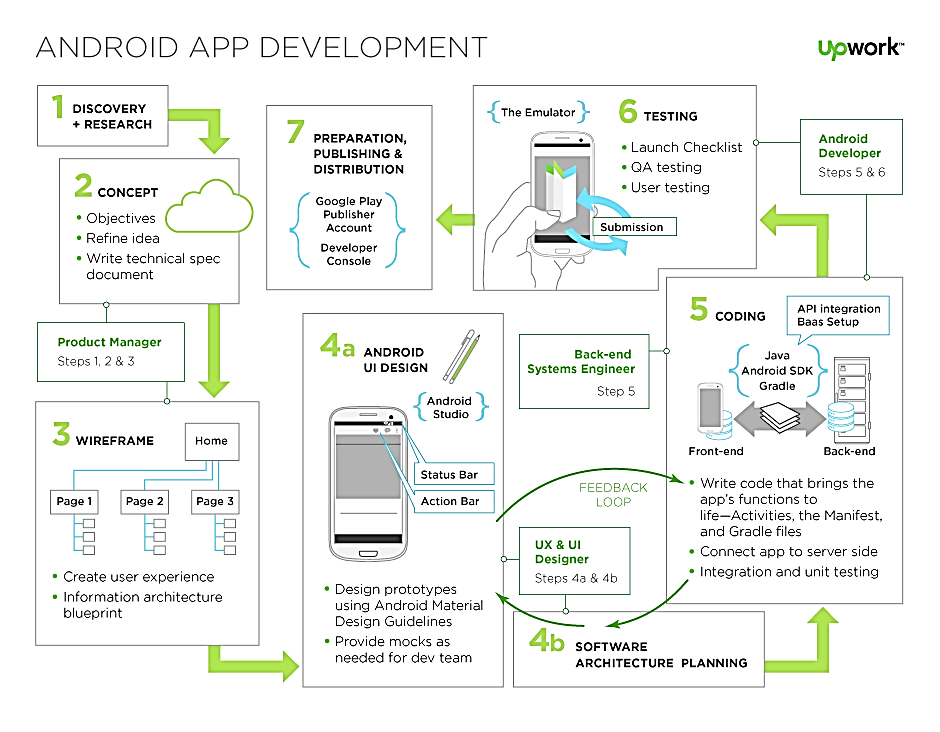 ANDROID APP DEVELOPMENT
Upwork™
1 DISCOVERY
+ RESEARCH
2 CONCEPT
• Objectives
• Refine idea
• Write technical spec
document
Product Manager
Steps 1, 2 & 3
3 WIREFRAME
Home
Page 1
Page 2
Page 3
• Create user experience
• Information architecture
blueprint
4a ANDROID
UI DESIGN
{Android
Studio}
Status Bar
Action Bar
• Design prototypes
using Android Material
Design Guidelines
• Provide mocks as
needed for dev team
FEEDBACK
LOOP
UX & UI
Designer
Steps 4a & 4b
4b SOFTWARE
ARCHITECTURE PLANNING
Back-end
Systems Engineer
Step 5
5 CODING
API integration
Baas Setup
{Java
Android SDK
Gradle}
Front-end
Back-end
• Write code that brings the
app's functions to
life—Activities, the Manifest,
and Gradle files
• Connect app to server side
• Integration and unit testing
Android
Developer
Steps 5 & 6
6 TESTING
{The Emulator}
• Launch Checklist
• QA testing
• User testing
Submission
7 PREPARATION,
PUBLISHING &
DISTRIBUTION
{Google Play
Publisher
Account
Developer
Console}